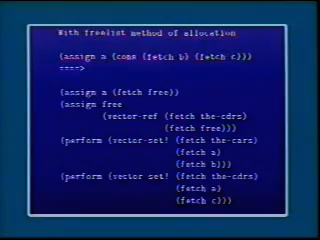 With freelist method of allocation
(assign a (cons (fetch b) (fetch c)))
====>
(assign a (fetch free))
(assign free
(vector-ref (fetch the-cdrs)
(fetch free)))
(perform (vector-set! (fetch the-cars)
(fetch a)
(fetch b)))
(perform (vector-set! (fetch the-cdrs)
(fetch a)
(fetch c)))